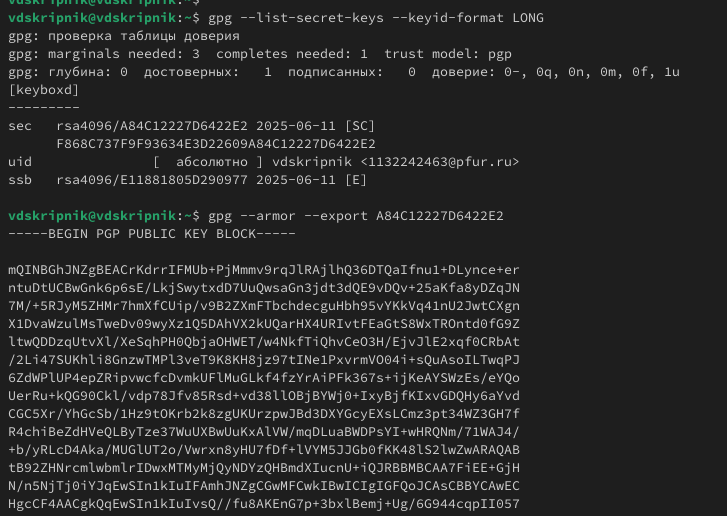 vdskripnik@vdskripnik:~$
vdskripnik@vdskripnik:~$ gpg --list-secret-keys --keyid-format LONG
gpg: проверка таблицы доверия
gpg: marginals needed: 3  completes needed: 1  trust model: pgp
gpg: глубина: 0  достоверных:   1  подписанных:   0  доверие: 0-, 0q, 0n, 0m, 0f, 1u
[keyboxd]
---------
sec   rsa4096/A84C12227D6422E2 2025-06-11 [SC]
      F868C737F9F93634E3D22609A84C12227D6422E2
uid               [  абсолютно ] vdskripnik <1132242463@pfur.ru>
ssb   rsa4096/E11881805D290977 2025-06-11 [E]
vdskripnik@vdskripnik:~$ gpg --armor --export A84C12227D6422E2
-----BEGIN PGP PUBLIC KEY BLOCK-----
mQINBGhJNZgBEACrKdrrIFMUb+PjMmmv9rqJlRAjlhQ36DTQaIfnu1+DLynce+er
ntuDtUCBwGnk6p6sE/LkjSwytxdD7UuQwsaGn3jdt3dQE9vDQv+25aKfa8yDZqJN
7M/+5RJyM5ZHMr7hmXfCUip/v9B2ZXmFTbchdecguHbh95vYKkVq41nU2JwtCXgn
X1DvaWzulMsTweDv09wyXz1Q5DAhVX2kUQarHX4URIvtFEaGtS8WxTROntd0fG9Z
ltwQDDzqUtvXl/XeSqhPH0QbjaOHWET/w4NkfTiQhvCeO3H/EjvJlE2xqf0CRbAt
/2Li47SUKhli8GnzwTMPl3veT9K8KH8jz97tINe1PxvrmVO04i+sQuAsoILTwqPJ
6ZdWPlUP4epZRipvwcfcDvmkUFlMuGLkf4fzYrAiPFk367s+ijKeAYSWzEs/eYQo
UerRu+kQG90Ckl/vdp78Jfv85Rsd+vd38llOBjBYWj0+IxyBjfKIxvGDQHy6aYvd
CGC5Xr/YhGcSb/1Hz9tOKrb2k8zgUKUrzpwJBd3DXYGcyEXsLCmz3pt34WZ3GH7f
R4chiBeZdHVeQLByTze37WuUXBwUuKxAlVW/mqDLuaBWDPsYI+wHRQNm/71WAJ4/
+b/yRLcD4Aka/MUGlUT2o/Vwrxn8yHU7fDf+lVYM5JJGb0fKK48lS2lwZwARAQAB
tB92ZHNrcmlwbmlrIDwxMTMyMjQyNDYzQHBmdXIucnU+iQJRBBMBCAA7FiEE+GjH
N/n5NjTj0iYJqEwSIn1kIuIFAmhJNZgCGwMFCwkIBwICIgIGFQoJCAsCBBYCAwEC
HgcCF4AACgkQqEwSIn1kIuIvsQ//fu8AKEnG7p+3bxlBemj+Ug/6G944cqpII057